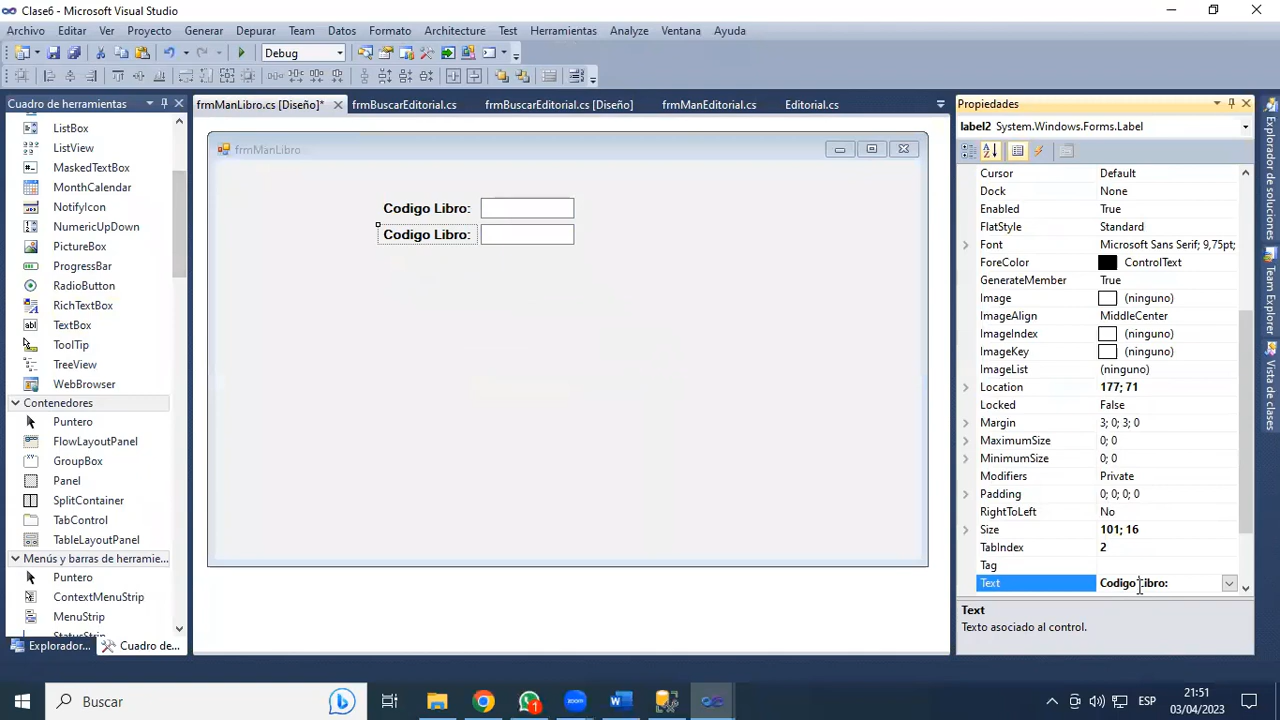 Clase6 - Microsoft Visual Studio
Archivo Editar Ver Proyecto Generar Depurar Team Datos Formato Architecture Test Herramientas Analyze Ventana Ayuda
Debug
Cuadro de herramientas
ListBox
ListView
MaskedTextBox
MonthCalendar
NotifyIcon
NumericUpDown
PictureBox
ProgressBar
RadioButton
RichTextBox
TextBox
ToolTip
TreeView
WebBrowser
Contenedores
Puntero
FlowLayoutPanel
GroupBox
Panel
SplitContainer
TabControl
TableLayoutPanel
Menús y barras de herramie...
Puntero
ContextMenuStrip
MenuStrip
StatusStrip
Explorador... Cuadro de...
frmManLibro.cs [Diseño]* frmBuscarEditorial.cs frmBuscarEditorial.cs [Diseño] frmManEditorial.cs Editorial.cs
frmManLibro
Codigo Libro:
Codigo Libro:
Propiedades
label2 System.Windows.Forms.Label
Cursor Default
Dock None
Enabled True
FlatStyle Standard
Font Microsoft Sans Serif; 9,75pt;
ForeColor ControlText
GenerateMember True
Image (ninguno)
ImageAlign MiddleCenter
ImageIndex (ninguno)
ImageKey (ninguno)
ImageList (ninguno)
Location 177; 71
Locked False
Margin 3; 0; 3; 0
MaximumSize 0; 0
MinimumSize 0; 0
Modifiers Private
Padding 0; 0; 0; 0
RightToLeft No
Size 101; 16
TabIndex 2
Tag
Text Codigo Libro:
Text
Texto asociado al control.
Explorador de soluciones
Team Explorer
Vista de clases
Buscar
ESP
21:51
03/04/2023